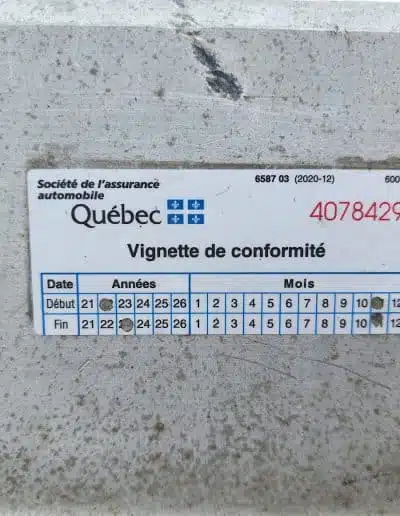 Société de l'assurance
automobile
Québec
6587 03 (2020-12)
600
4078429
Vignette de conformité
Date Années Mois
Début 21 23 24 25 26 1 2 3 4 5 6 7 8 9 10 12
Fin 21 22 24 25 26 1 2 3 4 5 6 7 8 9 10 12